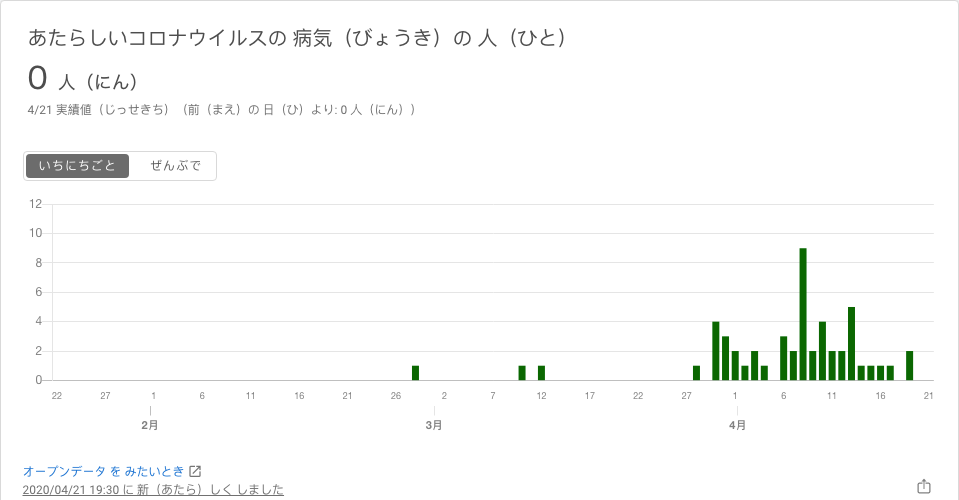 あたらしいコロナウイルスの 病気（びょうき）の 人（ひと）
0 人（にん）
4/21 実績値（じっせきち）（前（まえ）の 日（ひ）より: 0 人（にん））
いちにちごと ぜんぶで
12
10
8
6
4
2
0
22 27 1 6 11 16 21 26 2 7 12 17 22 27 1 6 11 16 21
2月 3月 4月
オープンデータ を みたいとき
2020/04/21 19:30 に 新（あたら）しく しました